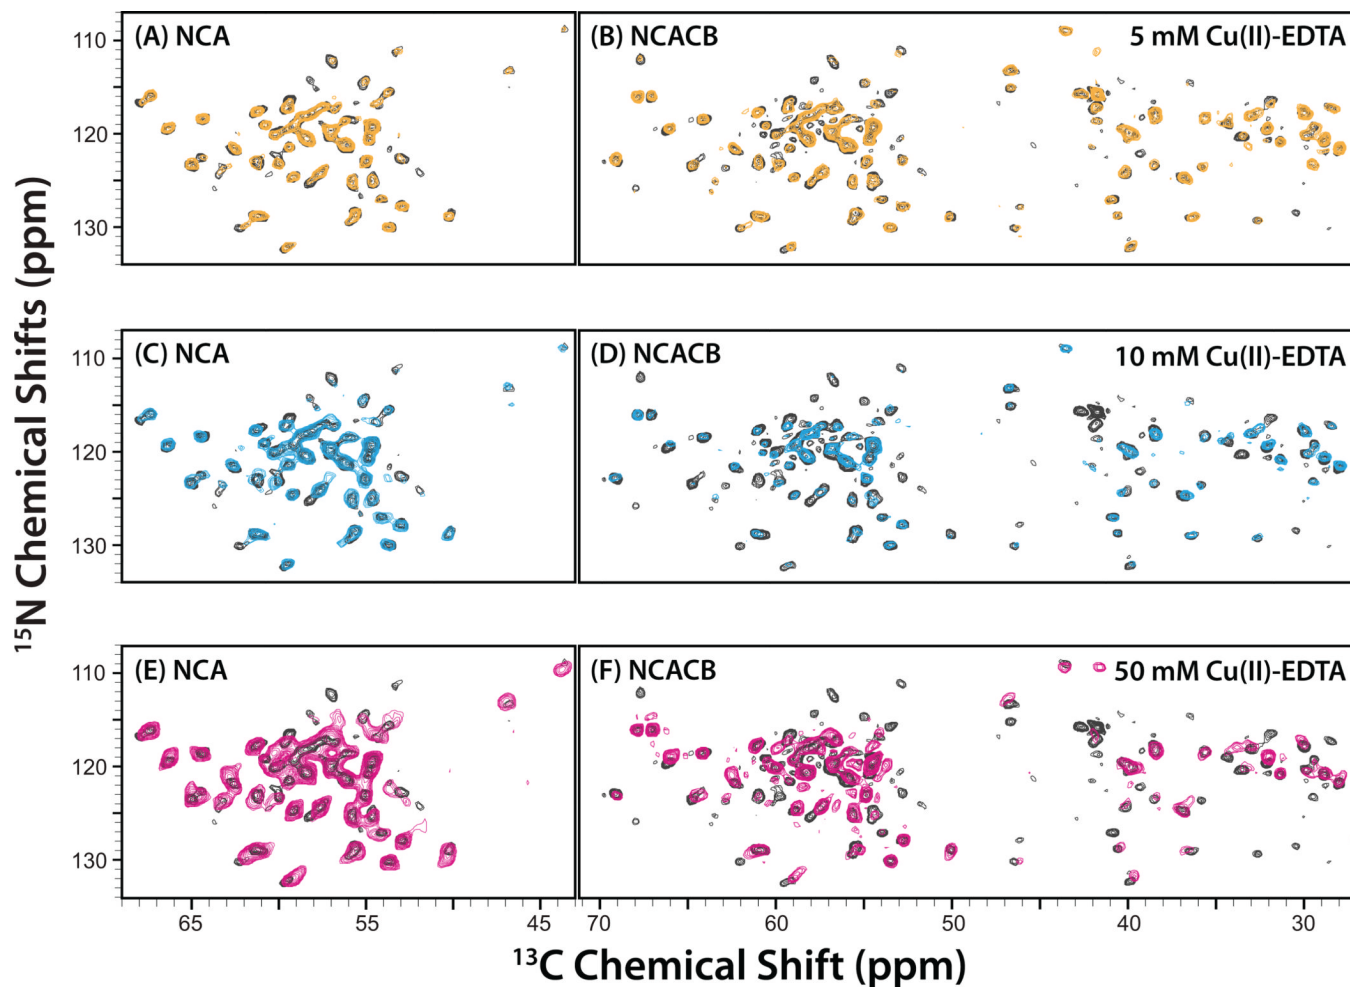 (A) NCA
(B) NCACB
5 mM Cu(II)-EDTA
110
120
130
(C) NCA
(D) NCACB
10 mM Cu(II)-EDTA
110
120
130
(E) NCA
(F) NCACB
50 mM Cu(II)-EDTA
110
120
130
65
55
45
70
60
50
40
30
¹⁵N Chemical Shifts (ppm)
¹³C Chemical Shift (ppm)